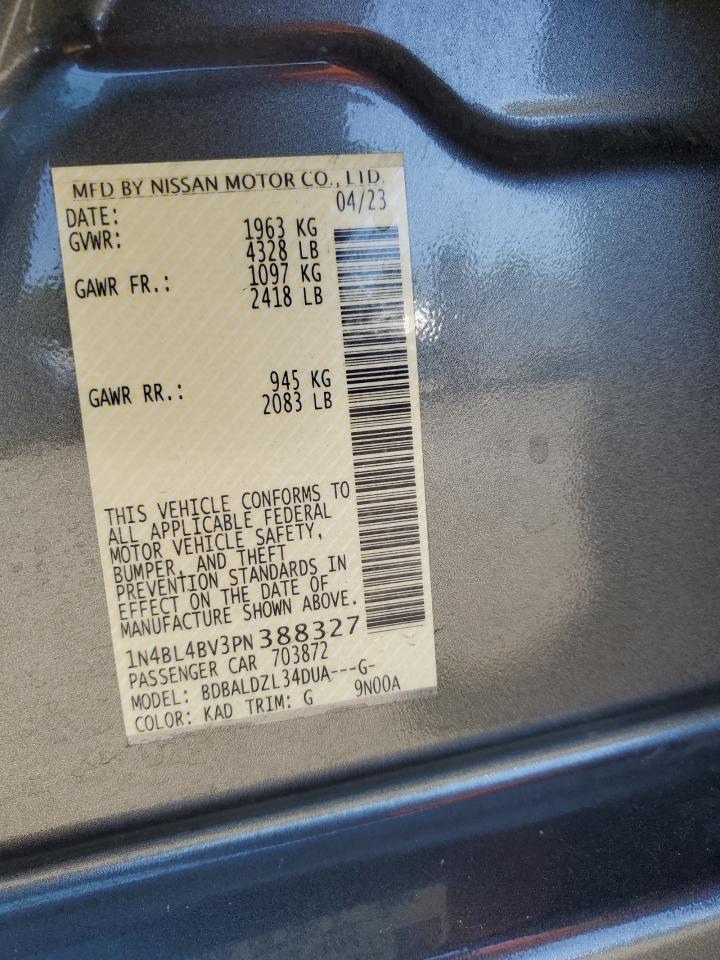 MFD BY NISSAN MOTOR CO., LTD.
DATE: 04/23
GVWR: 1963 KG
4328 LB
GAWR FR.: 1097 KG
2418 LB
GAWR RR.: 945 KG
2083 LB
THIS VEHICLE CONFORMS TO
ALL APPLICABLE FEDERAL
MOTOR VEHICLE SAFETY,
BUMPER, AND THEFT
PREVENTION STANDARDS IN
EFFECT ON THE DATE OF
MANUFACTURE SHOWN ABOVE.
1N4BL4BV3PN388327
PASSENGER CAR 703872
MODEL: BDBALDZL34DUA---G-
COLOR: KAD TRIM: G 9N00A